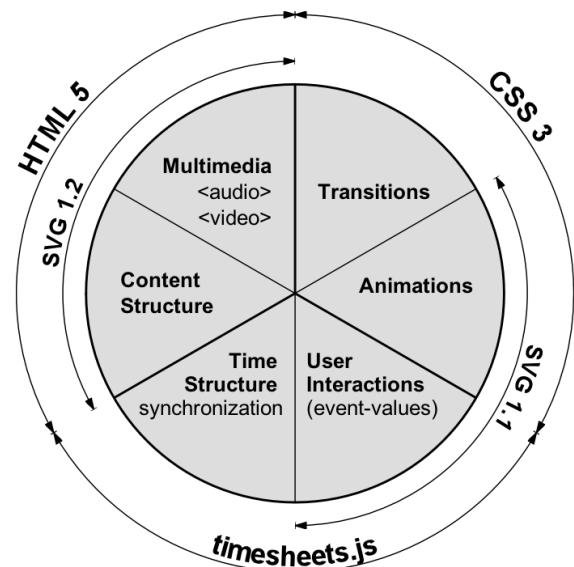 HTML 5
CSS 3
SVG 1.2
Multimedia
<audio>
<video>
Transitions
Content
Structure
Animations
Time
Structure
synchronization
User
Interactions
(event-values)
SVG 1.1
timesheets.js